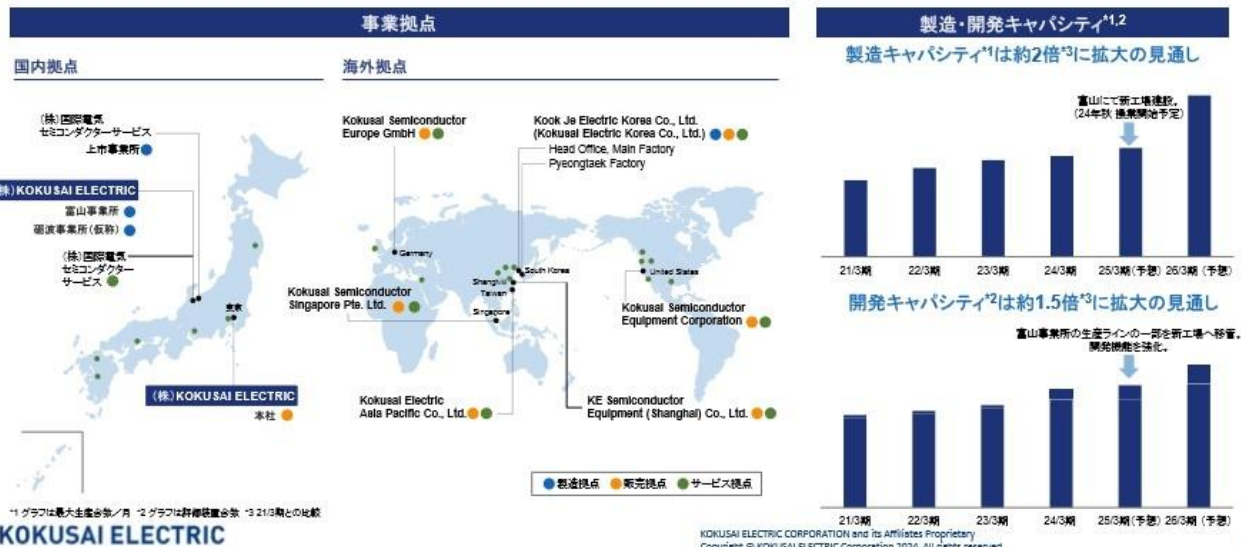 事業拠点
国内拠点
(株)国際電気
セミコンダクターサービス
上市事業所
(株)KOKUSAI ELECTRIC
富山事業所
砺波事業所(仮称)
(株)国際電気
セミコンダクター
サービス
東京
(株)KOKUSAI ELECTRIC
本社
海外拠点
Kokusai Semiconductor
Europe GmbH
Kook Je Electric Korea Co., Ltd.
(Kokusai Electric Korea Co., Ltd.)
Head Office, Main Factory
Pyeongtaek Factory
Germany
South Korea
Shanghai
Taiwan
Singapore
United States
Kokusai Semiconductor
Singapore Pte. Ltd.
Kokusai Semiconductor
Equipment Corporation
Kokusai Electric
Asia Pacific Co., Ltd.
KE Semiconductor
Equipment (Shanghai) Co., Ltd.
製造拠点 販売拠点 サービス拠点
製造・開発キャパシティ*1,2
製造キャパシティ*1は約2倍*3に拡大の見通し
富山にて新工場建設。
(24年秋 操業開始予定)
21/3期 22/3期 23/3期 24/3期 25/3期(予想) 26/3期(予想)
開発キャパシティ*2は約1.5倍*3に拡大の見通し
富山事業所の生産ラインの一部を新工場へ移管。
開発機能を強化。
21/3期 22/3期 23/3期 24/3期 25/3期(予想) 26/3期(予想)
*1 グラフは最大生産台数/月 *2 グラフは評価装置台数 *3 21/3期との比較
KOKUSAI ELECTRIC
KOKUSAI ELECTRIC CORPORATION and its Affiliates Proprietary
Copyright © KOKUSAI ELECTRIC Corporation 2024. All rights reserved